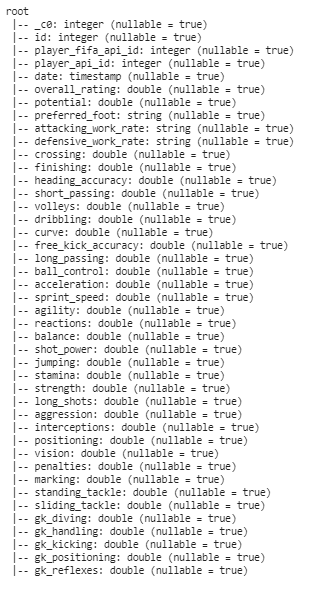 root
 |-- _c0: integer (nullable = true)
 |-- id: integer (nullable = true)
 |-- player_fifa_api_id: integer (nullable = true)
 |-- player_api_id: integer (nullable = true)
 |-- date: timestamp (nullable = true)
 |-- overall_rating: double (nullable = true)
 |-- potential: double (nullable = true)
 |-- preferred_foot: string (nullable = true)
 |-- attacking_work_rate: string (nullable = true)
 |-- defensive_work_rate: string (nullable = true)
 |-- crossing: double (nullable = true)
 |-- finishing: double (nullable = true)
 |-- heading_accuracy: double (nullable = true)
 |-- short_passing: double (nullable = true)
 |-- volleys: double (nullable = true)
 |-- dribbling: double (nullable = true)
 |-- curve: double (nullable = true)
 |-- free_kick_accuracy: double (nullable = true)
 |-- long_passing: double (nullable = true)
 |-- ball_control: double (nullable = true)
 |-- acceleration: double (nullable = true)
 |-- sprint_speed: double (nullable = true)
 |-- agility: double (nullable = true)
 |-- reactions: double (nullable = true)
 |-- balance: double (nullable = true)
 |-- shot_power: double (nullable = true)
 |-- jumping: double (nullable = true)
 |-- stamina: double (nullable = true)
 |-- strength: double (nullable = true)
 |-- long_shots: double (nullable = true)
 |-- aggression: double (nullable = true)
 |-- interceptions: double (nullable = true)
 |-- positioning: double (nullable = true)
 |-- vision: double (nullable = true)
 |-- penalties: double (nullable = true)
 |-- marking: double (nullable = true)
 |-- standing_tackle: double (nullable = true)
 |-- sliding_tackle: double (nullable = true)
 |-- gk_diving: double (nullable = true)
 |-- gk_handling: double (nullable = true)
 |-- gk_kicking: double (nullable = true)
 |-- gk_positioning: double (nullable = true)
 |-- gk_reflexes: double (nullable = true)